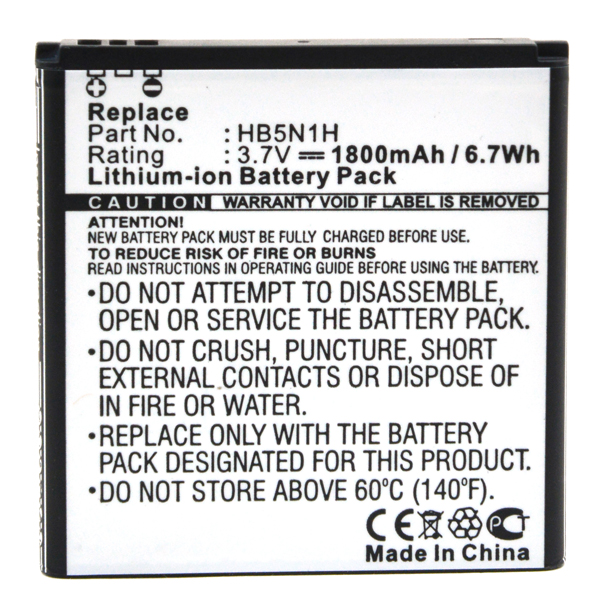 + -
Replace
Part No. :HB5N1H
Rating :3.7V ⎓ 1800mAh / 6.7Wh
Lithium-ion Battery Pack
CAUTION WARRANTY VOID IF LABEL IS REMOVED
ATTENTION!
NEW BATTERY PACK MUST BE FULLY CHARGED BEFORE USE.
TO REDUCE RISK OF FIRE OR BURNS
READ INSTRUCTIONS IN OPERATING GUIDE BEFORE USING THE BATTERY.
•DO NOT ATTEMPT TO DISASSEMBLE,
OPEN OR SERVICE THE BATTERY PACK.
•DO NOT CRUSH, PUNCTURE, SHORT
EXTERNAL CONTACTS OR DISPOSE OF
IN FIRE OR WATER.
•REPLACE ONLY WITH THE BATTERY
PACK DESIGNATED FOR THIS PRODUCT.
•DO NOT STORE ABOVE 60°C (140°F).
CE PCT
Made in China